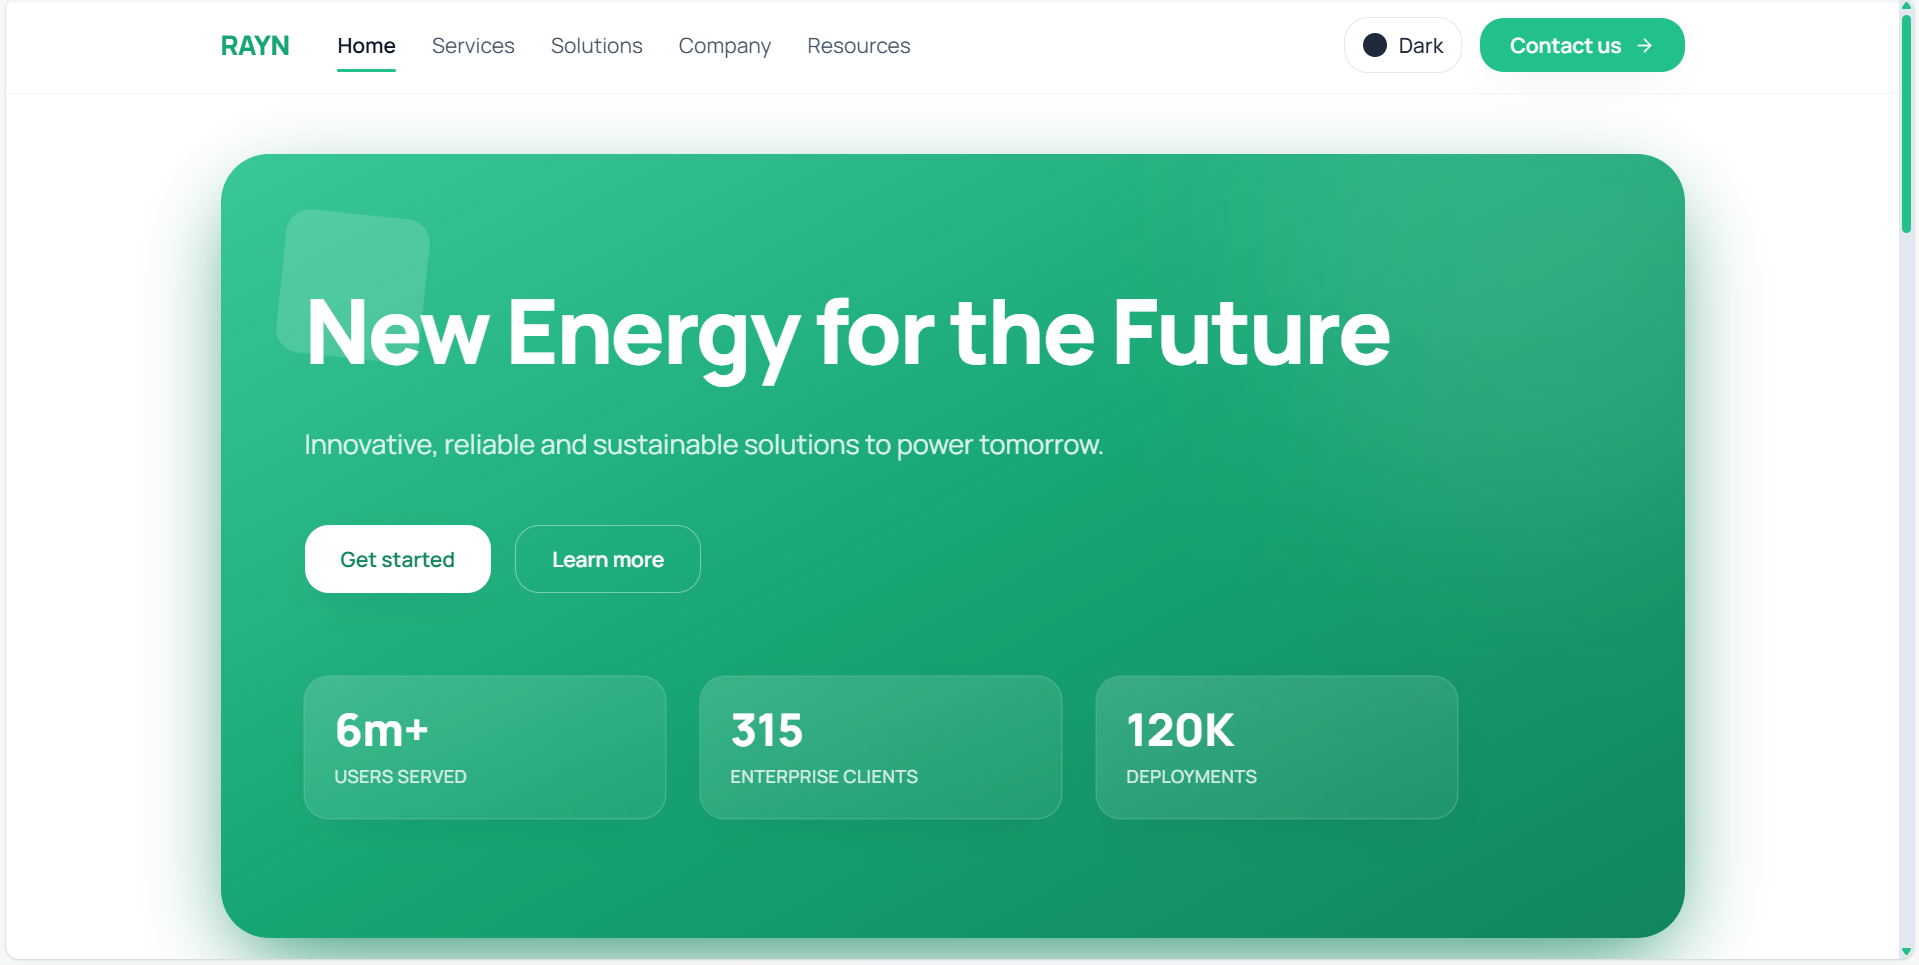 RAYN
Home
Services
Solutions
Company
Resources
Dark
Contact us
New Energy for the Future
Innovative, reliable and sustainable solutions to power tomorrow.
Get started
Learn more
6m+
USERS SERVED
315
ENTERPRISE CLIENTS
120K
DEPLOYMENTS